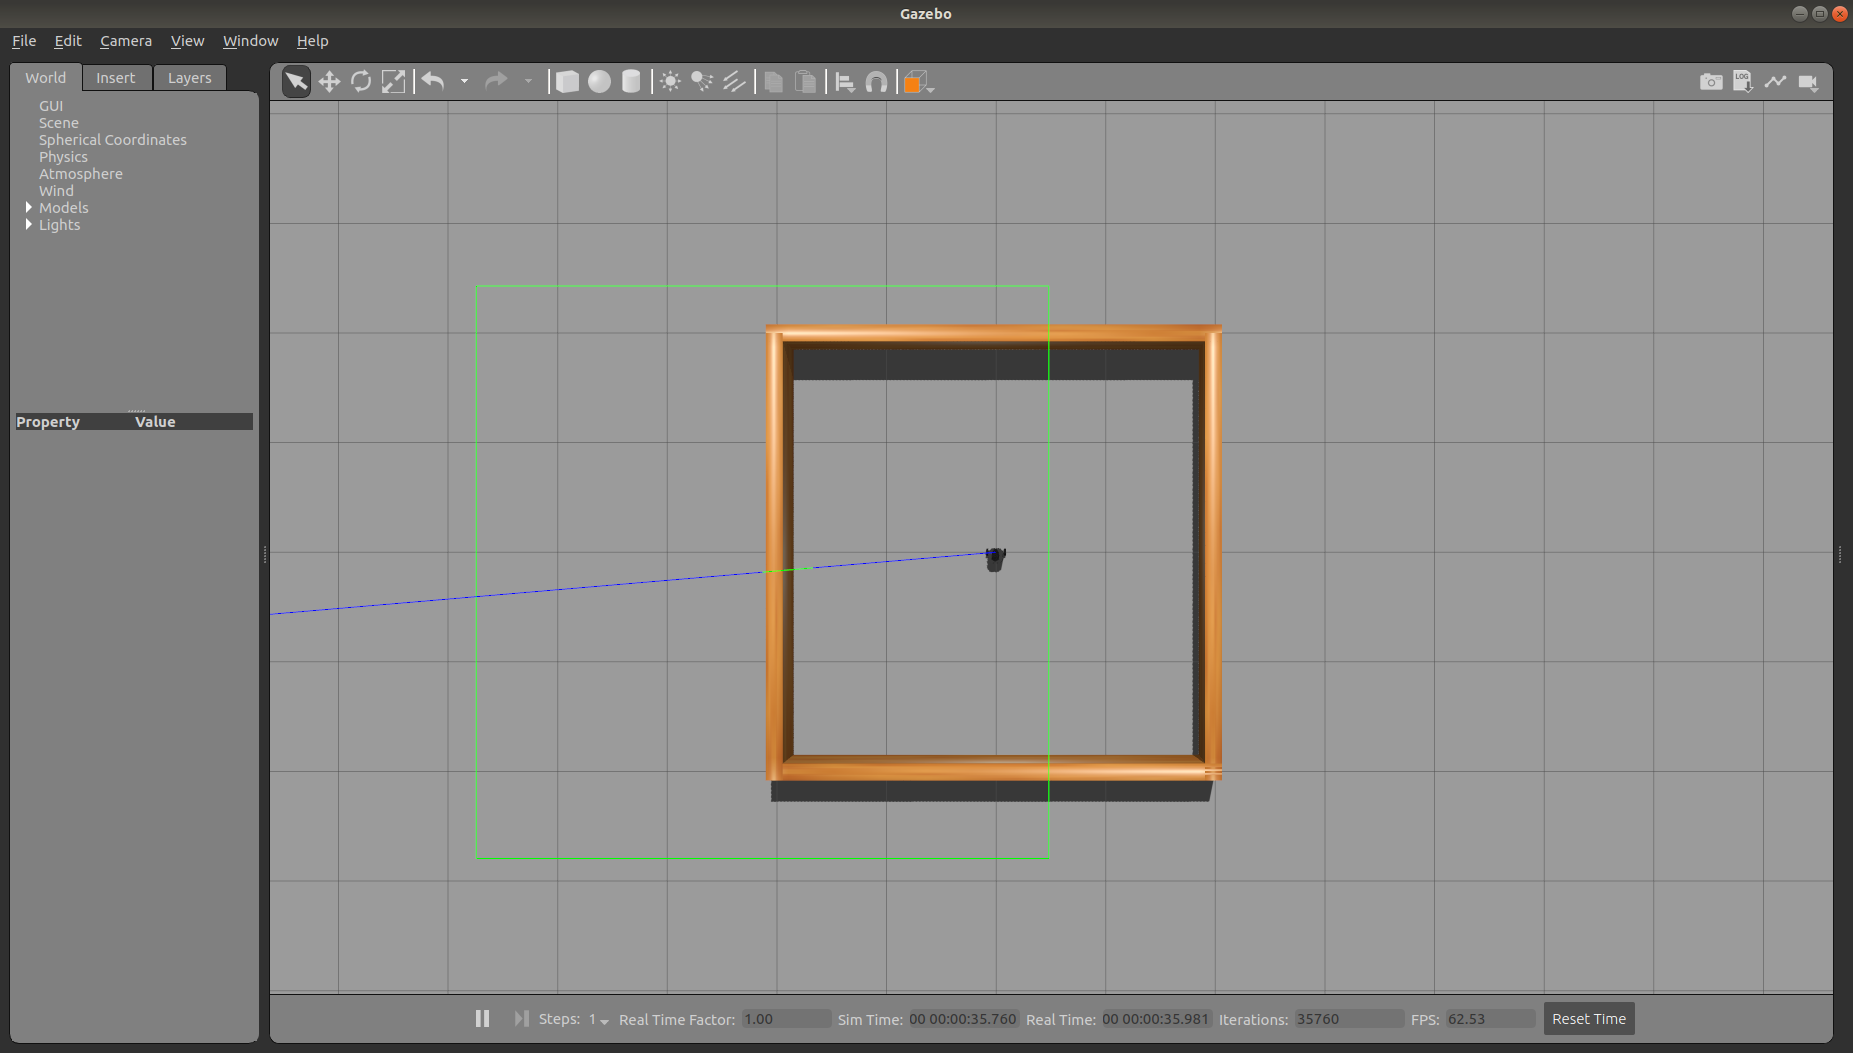 Gazebo
File Edit Camera View Window Help
World Insert Layers
LOG
GUI
Scene
Spherical Coordinates
Physics
Atmosphere
Wind
Models
Lights
Property Value
Steps: 1 Real Time Factor: 1.00 Sim Time: 00 00:00:35.760 Real Time: 00 00:00:35.981 Iterations: 35760 FPS: 62.53 Reset Time